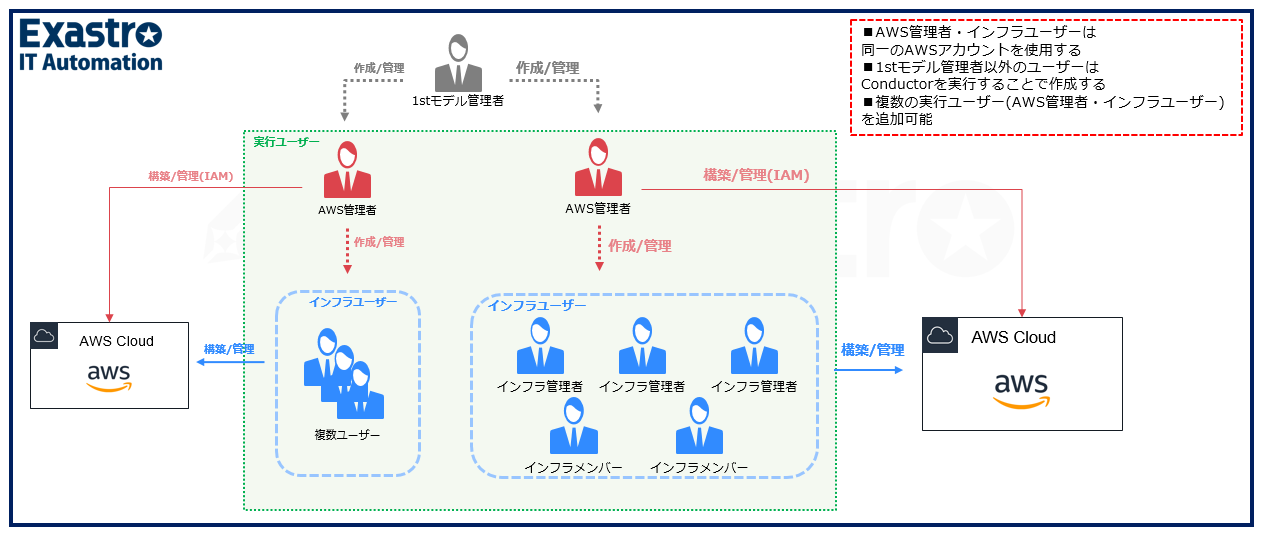 Exastro
IT Automation
■AWS管理者・インフラユーザーは
同一のAWSアカウントを使用する
■1stモデル管理者以外のユーザーは
Conductorを実行することで作成する
■複数の実行ユーザー(AWS管理者・インフラユーザー)
を追加可能
作成/管理
作成/管理
1stモデル管理者
実行ユーザー
構築/管理(IAM)
構築/管理(IAM)
AWS管理者
AWS管理者
作成/管理
作成/管理
インフラユーザー
インフラユーザー
AWS Cloud
aws
構築/管理
複数ユーザー
インフラ管理者
インフラ管理者
インフラ管理者
インフラメンバー
インフラメンバー
構築/管理
AWS Cloud
aws